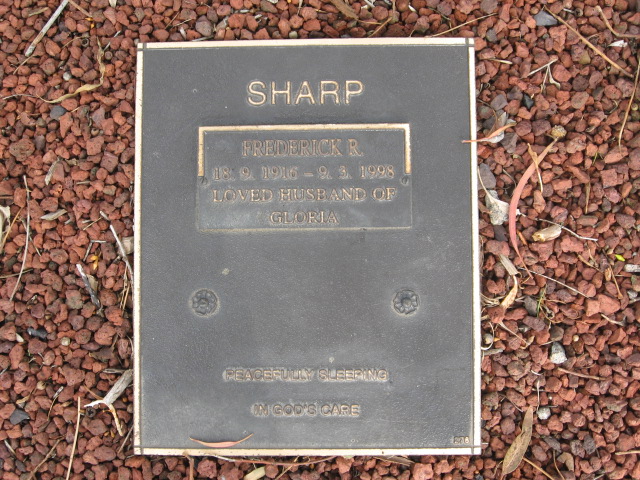 SHARP
FREDERICK R.
18. 9. 1916 – 9. 3. 1998
LOVED HUSBAND OF
GLORIA
PEACEFULLY SLEEPING
IN GOD'S CARE